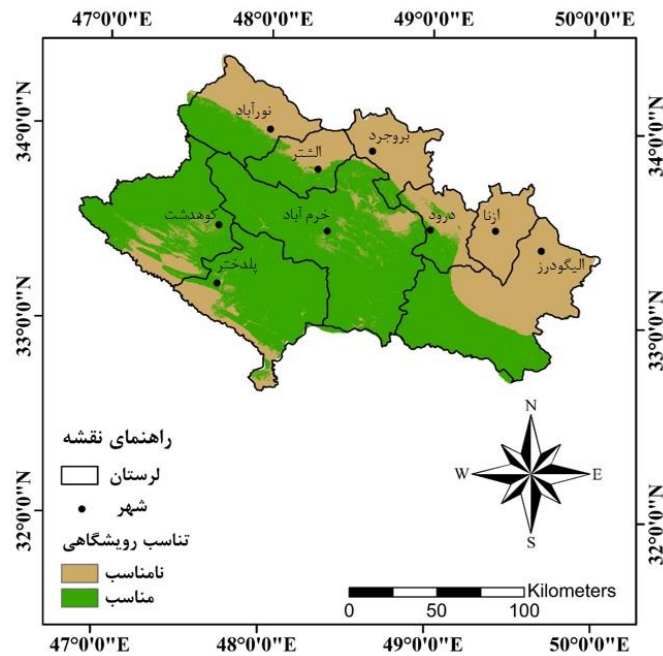 47°0'0"E 48°0'0"E 49°0'0"E 50°0'0"E
34°0'0"N
33°0'0"N
32°0'0"N
34°0'0"N
33°0'0"N
32°0'0"N
نورآباد
بروجرد
الشتر
کوهدشت
خرم آباد
درود
ازنا
الیگودرز
پلدختر
راهنمای نقشه
لرستان
شهر
تناسب رویشگاهی
نامناسب
مناسب
N
W
E
S
Kilometers
0 50 100
47°0'0"E 48°0'0"E 49°0'0"E 50°0'0"E